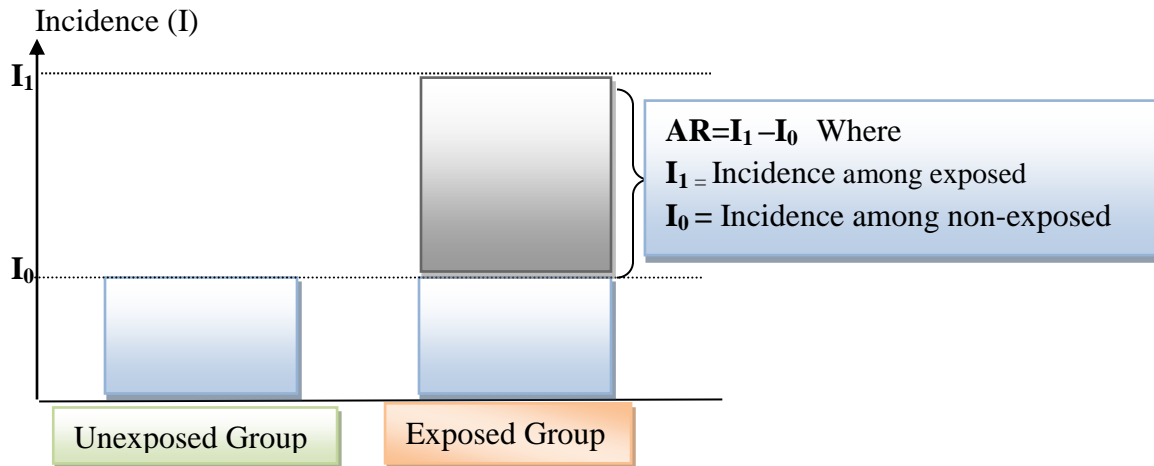 Incidence (I)
I₁
AR=I₁ –I₀ Where
I₁ = Incidence among exposed
I₀ = Incidence among non-exposed
I₀
Unexposed Group
Exposed Group